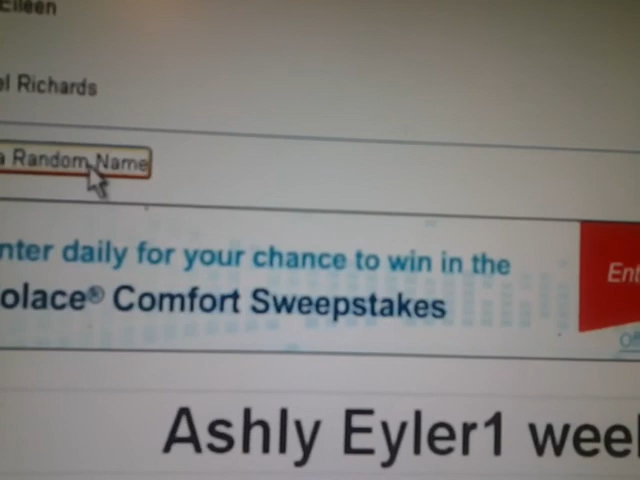 Eileen
el Richards
a Random Name
nter daily for your chance to win in the
olace® Comfort Sweepstakes
Ent
Ashly Eyler1 week